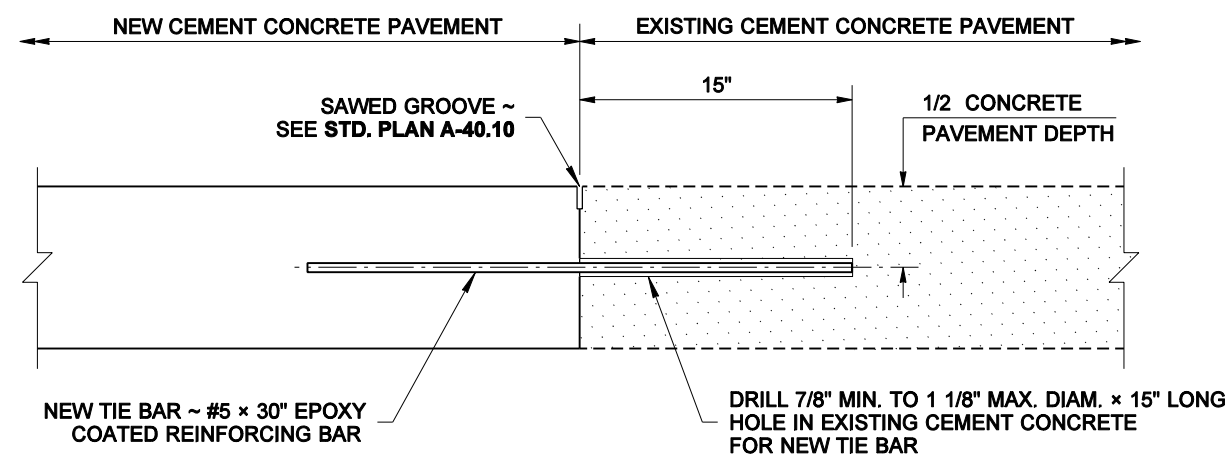 NEW CEMENT CONCRETE PAVEMENT
EXISTING CEMENT CONCRETE PAVEMENT
15"
SAWED GROOVE ~
SEE STD. PLAN A-40.10
1/2 CONCRETE
PAVEMENT DEPTH
NEW TIE BAR ~ #5 × 30" EPOXY
COATED REINFORCING BAR
DRILL 7/8" MIN. TO 1 1/8" MAX. DIAM. × 15" LONG
HOLE IN EXISTING CEMENT CONCRETE
FOR NEW TIE BAR